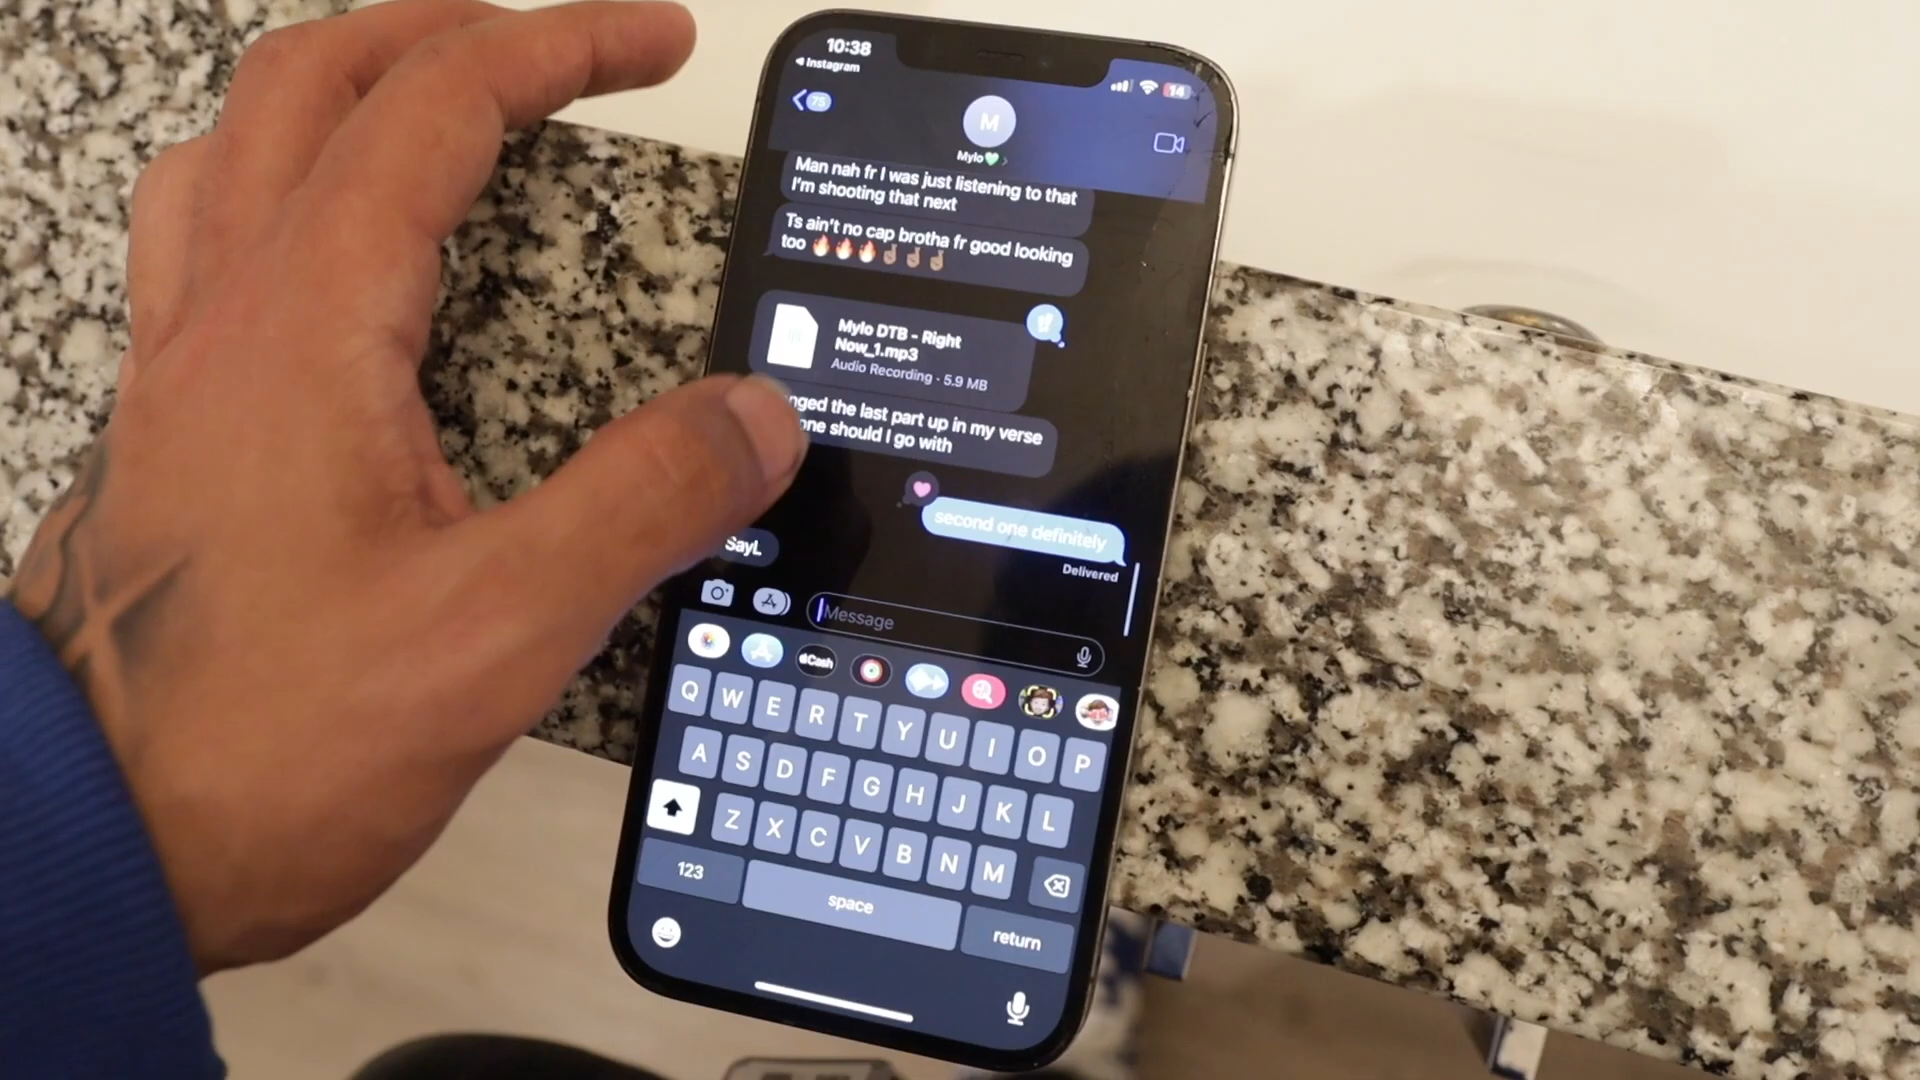 10:38
Instagram
14
75
M
Mylo💚
Man nah fr I was just listening to that
I'm shooting that next
Ts ain't no cap brotha fr good looking
too 🔥🔥🔥🤞🏽🤞🏽🤞🏽
Mylo DTB - Right
Now_1.mp3
Audio Recording · 5.9 MB
nged the last part up in my verse
one should I go with
second one definitely
Delivered
SayL
Message
Cash
Q W E R T Y U I O P
A S D F G H J K L
Z X C V B N M
123
space
return